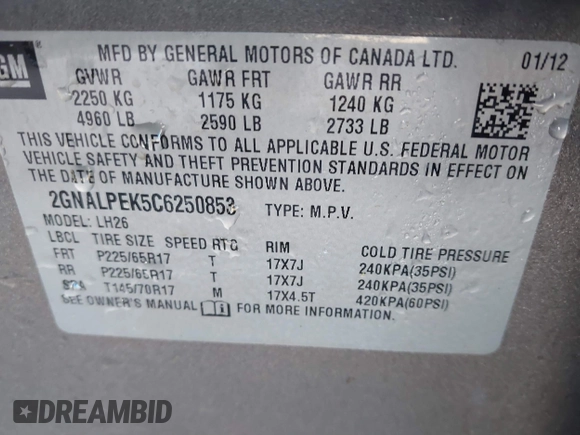 GM
MFD BY GENERAL MOTORS OF CANADA LTD. 01/12
GVWR GAWR FRT GAWR RR
2250 KG 1175 KG 1240 KG
4960 LB 2590 LB 2733 LB
THIS VEHICLE CONFORMS TO ALL APPLICABLE U.S. FEDERAL MOTOR
VEHICLE SAFETY AND THEFT PREVENTION STANDARDS IN EFFECT ON
THE DATE OF MANUFACTURE SHOWN ABOVE.
2GNALPEK5C6250853 TYPE: M.P.V.
MODEL: LH26
LBCL TIRE SIZE SPEED RTG RIM COLD TIRE PRESSURE
FRT P225/65R17 T 17X7J 240KPA(35PSI)
RR P225/65R17 T 17X7J 240KPA(35PSI)
SPA T145/70R17 M 17X4.5T 420KPA(60PSI)
SEE OWNER'S MANUAL FOR MORE INFORMATION.
DREAMBID